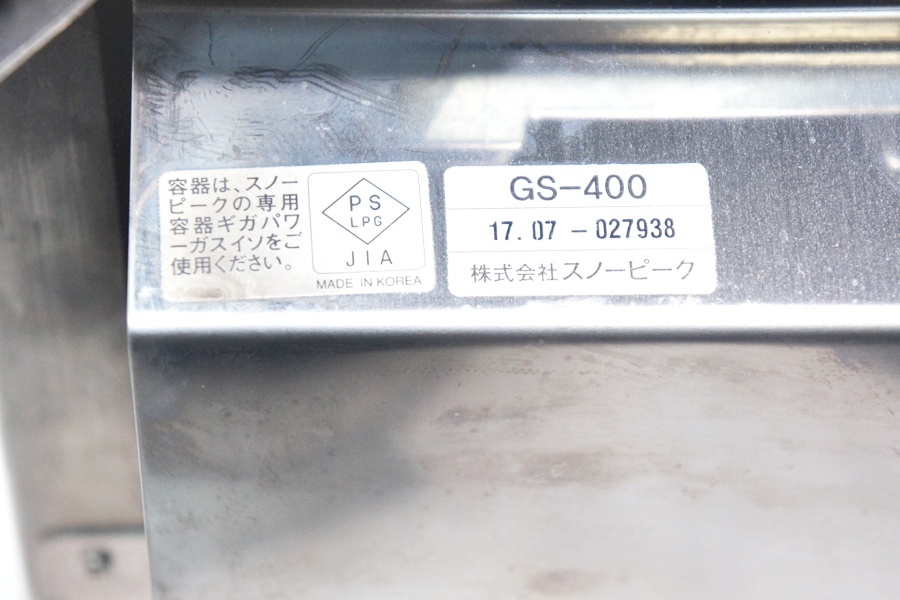 容器は、スノー
ピークの専用
容器ギガパワ
ーガスイソをご
使用ください。
PS
LPG
JIA
MADE IN KOREA
GS-400
17.07 - 027938
株式会社スノーピーク